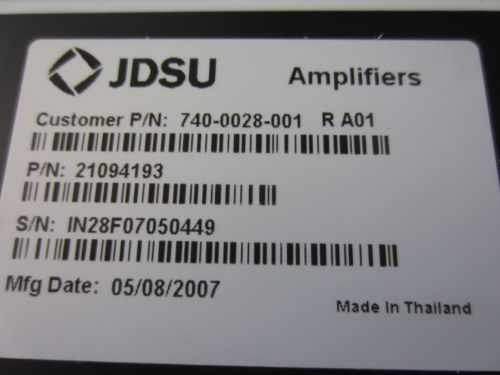 JDSU Amplifiers
Customer P/N: 740-0028-001 R A01
P/N: 21094193
S/N: IN28F07050449
Mfg Date: 05/08/2007
Made In Thailand